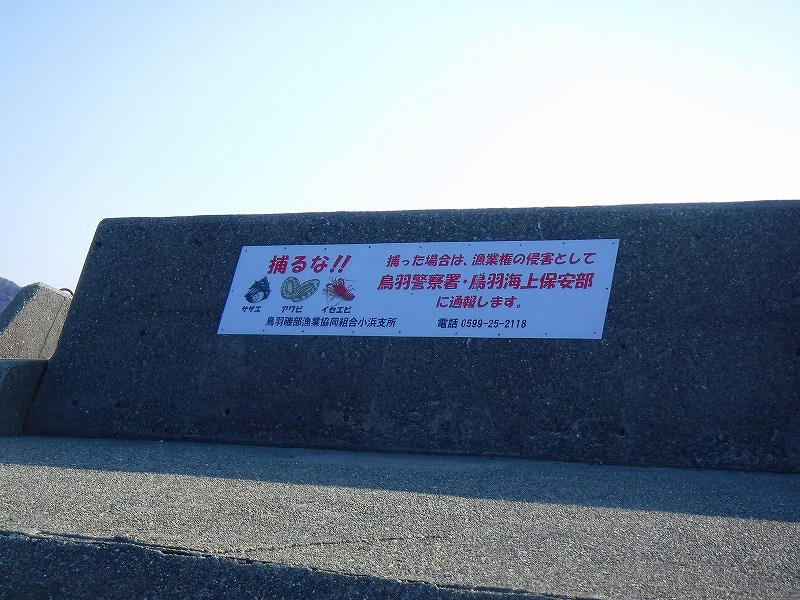 捕るな!!
サザエ アワビ イセエビ
捕った場合は、漁業権の侵害として
鳥羽警察署・鳥羽海上保安部
に通報します。
鳥羽磯部漁業協同組合小浜支所 電話 0599-25-2118